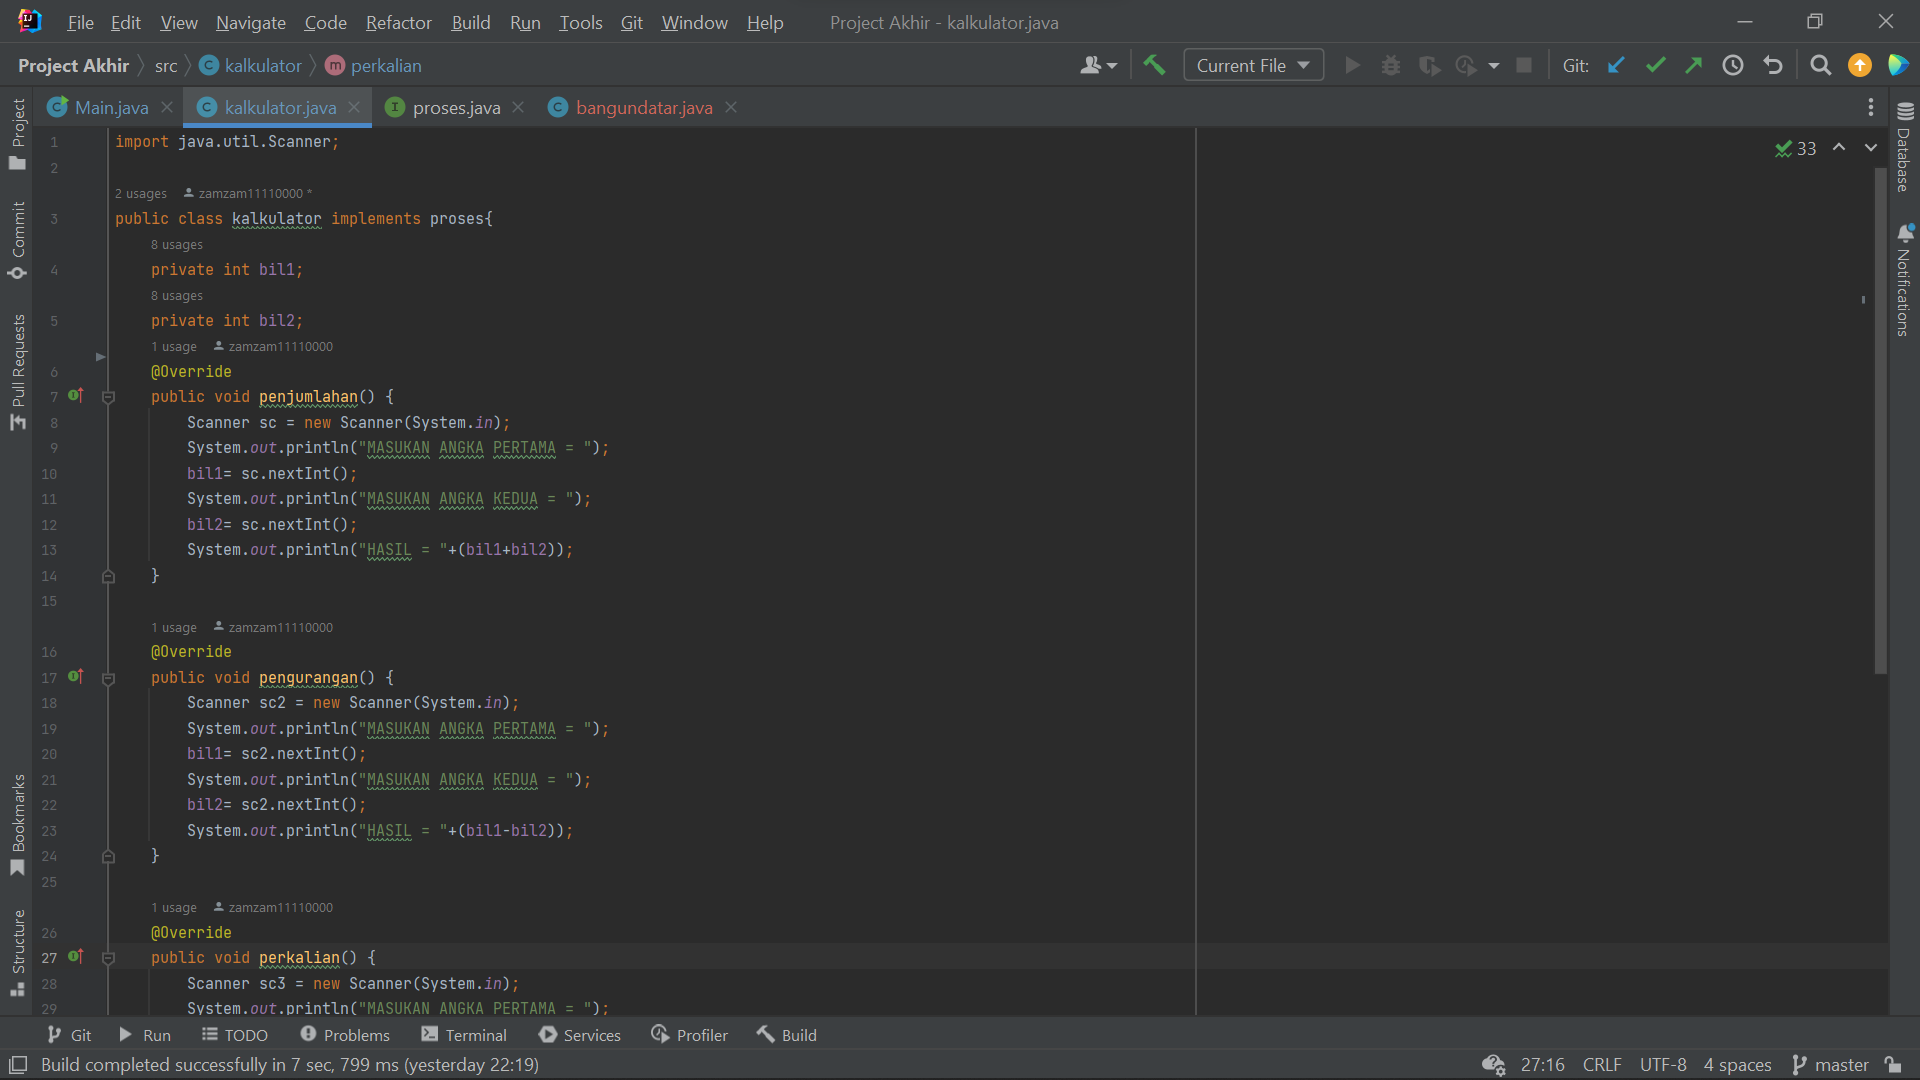 File Edit View Navigate Code Refactor Build Run Tools Git Window Help Project Akhir - kalkulator.java
Project Akhir src C kalkulator m perkalian Current File Git:
C Main.java C kalkulator.java I proses.java C bangundatar.java
Project
Commit
Pull Requests
Bookmarks
Structure
Database
Notifications
33
1 import java.util.Scanner;
2
2 usages zamzam11110000 *
3 public class kalkulator implements proses{
8 usages
4 private int bil1;
8 usages
5 private int bil2;
1 usage zamzam11110000
6 @Override
7 public void penjumlahan() {
8 Scanner sc = new Scanner(System.in);
9 System.out.println("MASUKAN ANGKA PERTAMA = ");
10 bil1= sc.nextInt();
11 System.out.println("MASUKAN ANGKA KEDUA = ");
12 bil2= sc.nextInt();
13 System.out.println("HASIL = "+(bil1+bil2));
14 }
15
1 usage zamzam11110000
16 @Override
17 public void pengurangan() {
18 Scanner sc2 = new Scanner(System.in);
19 System.out.println("MASUKAN ANGKA PERTAMA = ");
20 bil1= sc2.nextInt();
21 System.out.println("MASUKAN ANGKA KEDUA = ");
22 bil2= sc2.nextInt();
23 System.out.println("HASIL = "+(bil1-bil2));
24 }
25
1 usage zamzam11110000
26 @Override
27 public void perkalian() {
28 Scanner sc3 = new Scanner(System.in);
29 System.out.println("MASUKAN ANGKA PERTAMA = ");
Git Run TODO Problems Terminal Services Profiler Build
Build completed successfully in 7 sec, 799 ms (yesterday 22:19) 27:16 CRLF UTF-8 4 spaces master